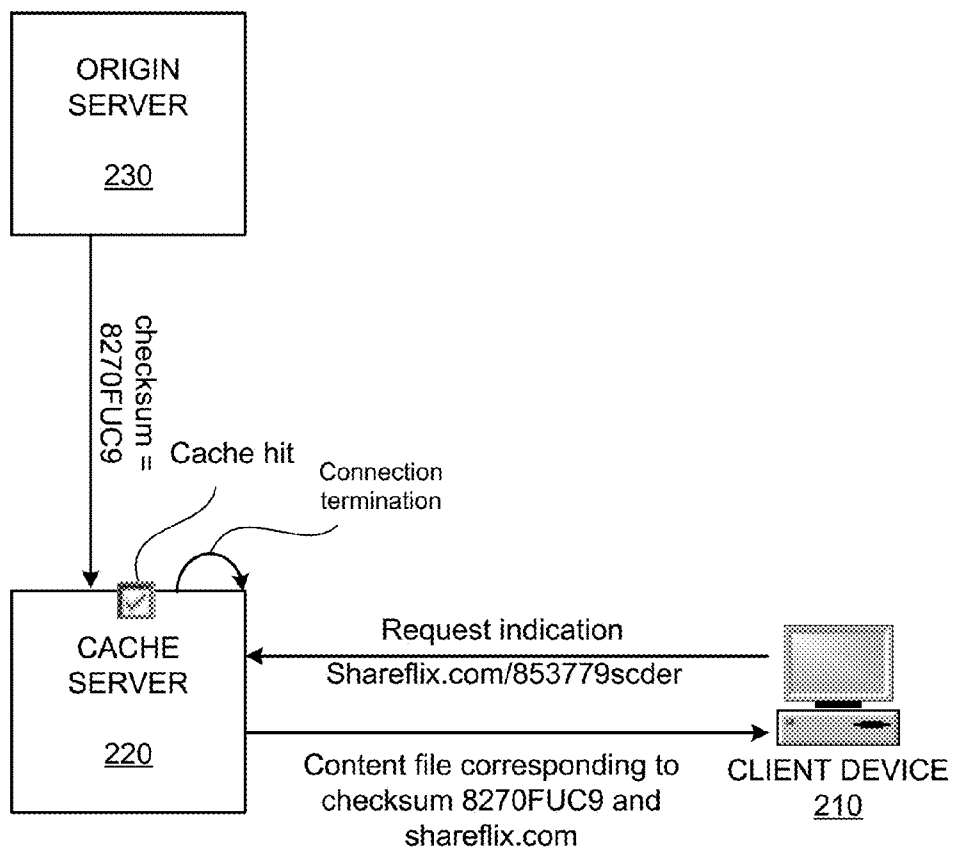 ORIGIN
SERVER
230
checksum =
8270FUC9
Cache hit
Connection
termination
CACHE
SERVER
220
Request indication
Shareflix.com/853779scder
Content file corresponding to
checksum 8270FUC9 and
shareflix.com
CLIENT DEVICE
210